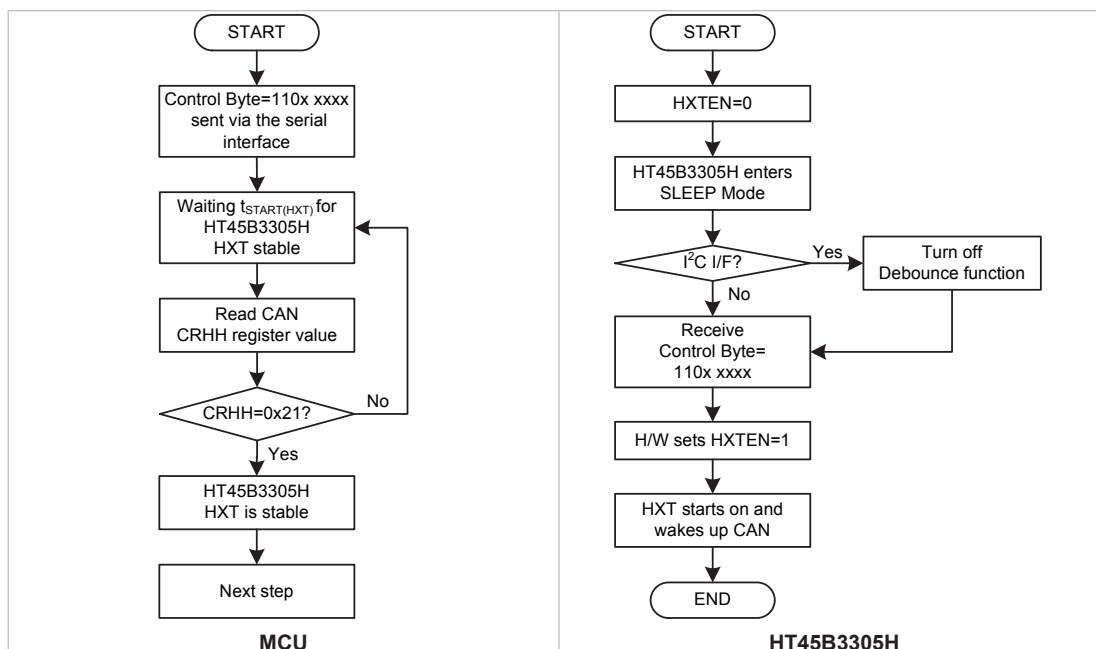 START
Control Byte=110x xxxx
sent via the serial
interface
Waiting tSTART(HXT) for
HT45B3305H
HXT stable
Read CAN
CRHH register value
CRHH=0x21?
No
Yes
HT45B3305H
HXT is stable
Next step
MCU
START
HXTEN=0
HT45B3305H enters
SLEEP Mode
I²C I/F?
Yes
Turn off
Debounce function
No
Receive
Control Byte=
110x xxxx
H/W sets HXTEN=1
HXT starts on and
wakes up CAN
END
HT45B3305H